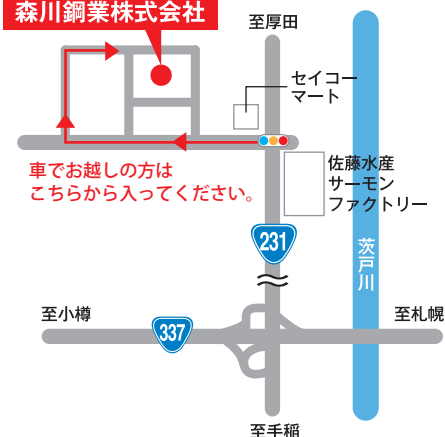 森川鋼業株式会社
至厚田
セイコー
マート
車でお越しの方は
こちらから入ってください。
佐藤水産
サーモン
ファクトリー
231
茨戸川
至小樽
337
至札幌
至手稲